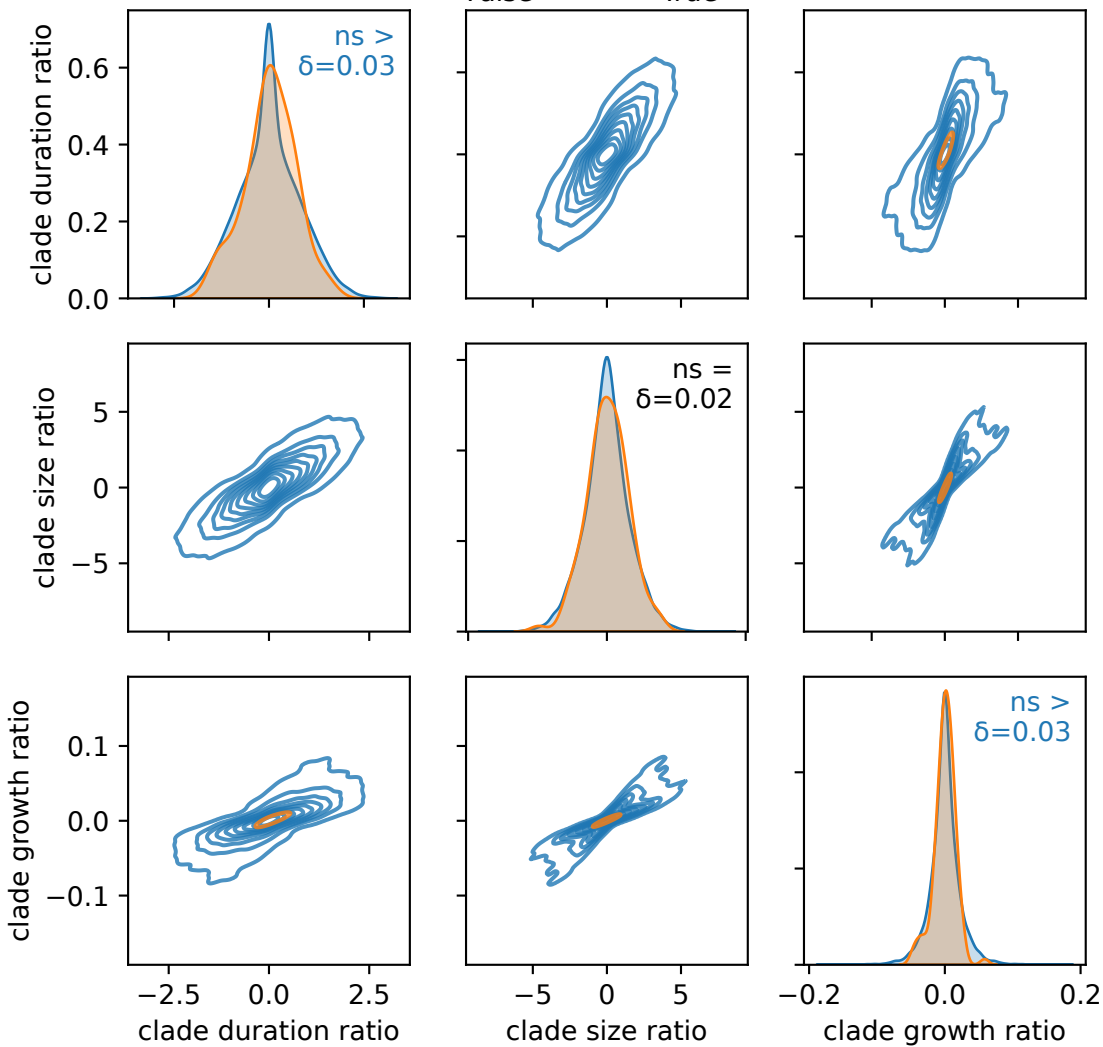 ns >
δ=0.03
clade duration ratio
0.6
0.4
0.2
0.0
ns =
δ=0.02
clade size ratio
5
0
−5
ns >
δ=0.03
clade growth ratio
0.1
0.0
−0.1
−2.5 0.0 2.5
−5 0 5
−0.2 0.0 0.2
clade duration ratio
clade size ratio
clade growth ratio